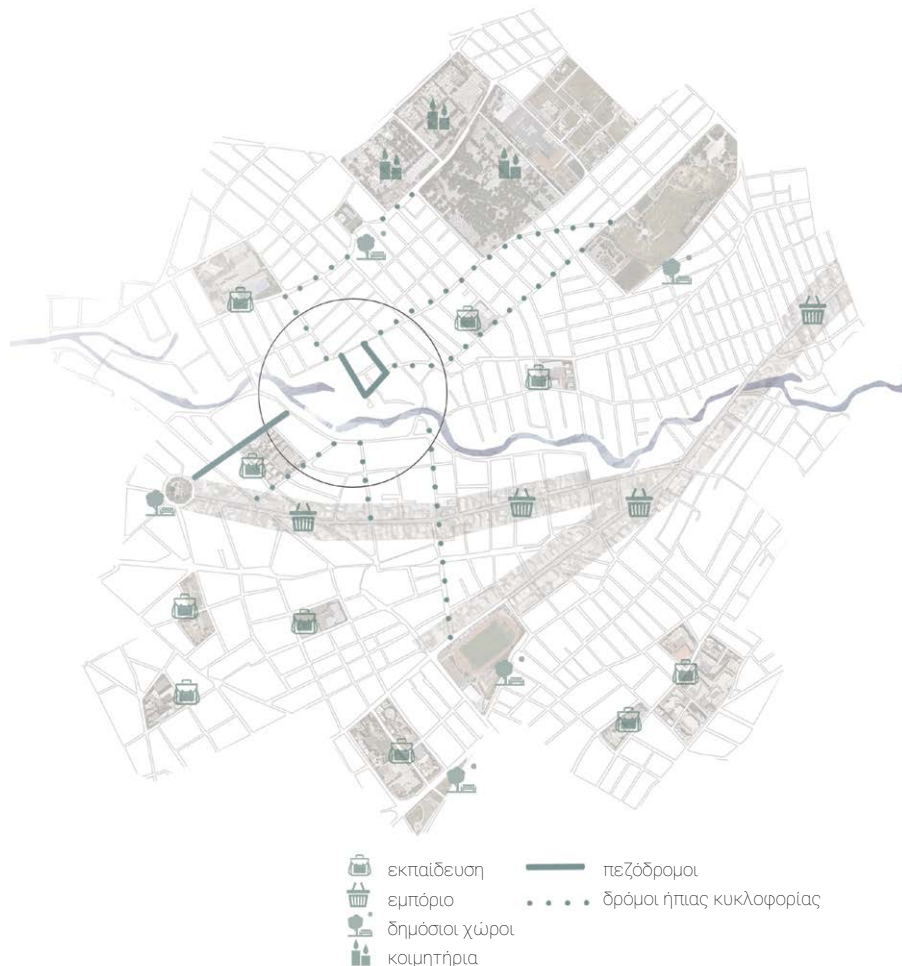 εκπαίδευση
εμπόριο
δημόσιοι χώροι
κοιμητήρια
πεζόδρομοι
δρόμοι ήπιας κυκλοφορίας